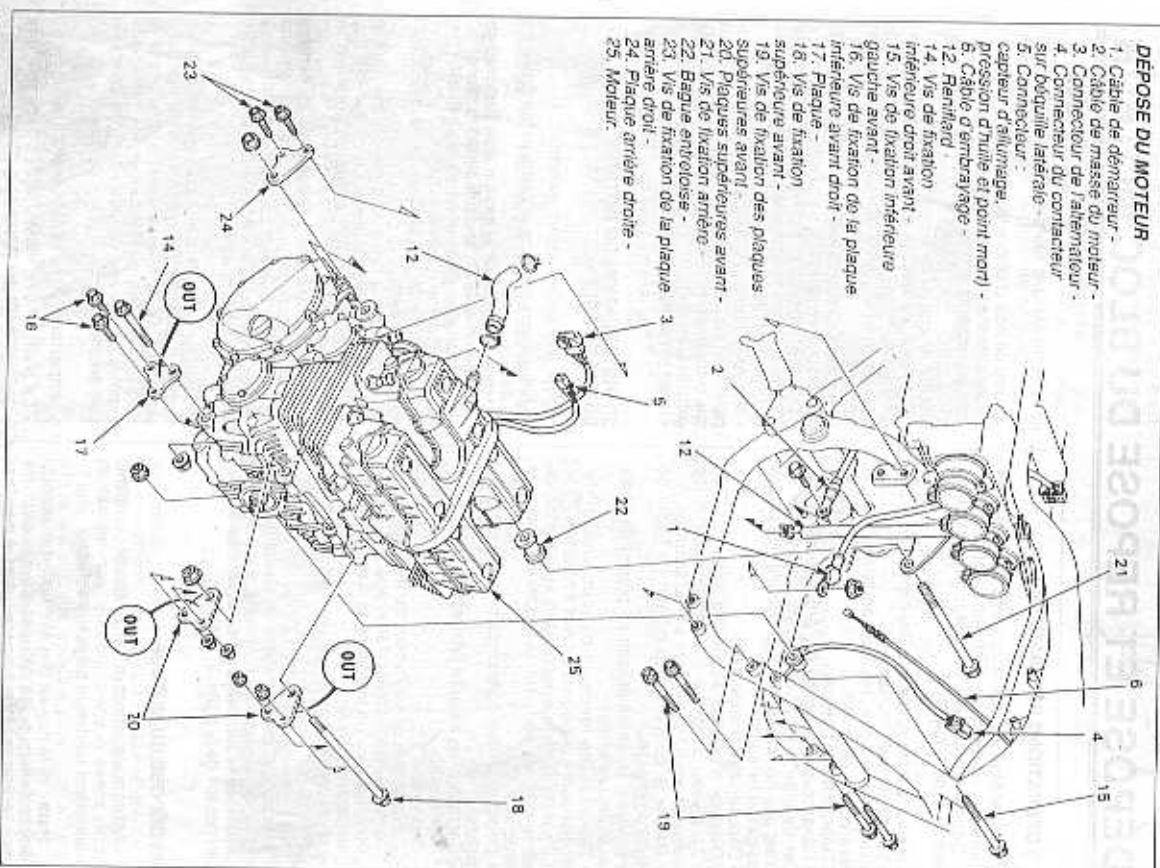 DÉPOSE DU MOTEUR
1. Câble de démarreur -
2. Câble de masse du moteur -
3. Connecteur de l'alternateur -
4. Connecteur du contacteur
sur béquille latérale -
5. Connecteur -
capteur d'allumage,
pression d'huile et point mort) -
6. Câble d'embrayage -
12. Reniflard -
14. Vis de fixation
inférieure droit avant -
15. Vis de fixation inférieure
gauche avant -
16. Vis de fixation de la plaque
inférieure avant droit -
17. Plaque -
18. Vis de fixation
supérieure avant -
19. Vis de fixation des plaques
supérieures avant -
20. Plaques supérieures avant -
21. Vis de fixation arrière -
22. Bague entretoise -
23. Vis de fixation de la plaque
arrière droit -
24. Plaque arrière droite -
25. Moteur.
23
24
14
OUT
16
17
12
3
5
2
12
1
22
21
25
6
4
15
OUT
20
OUT
18
19